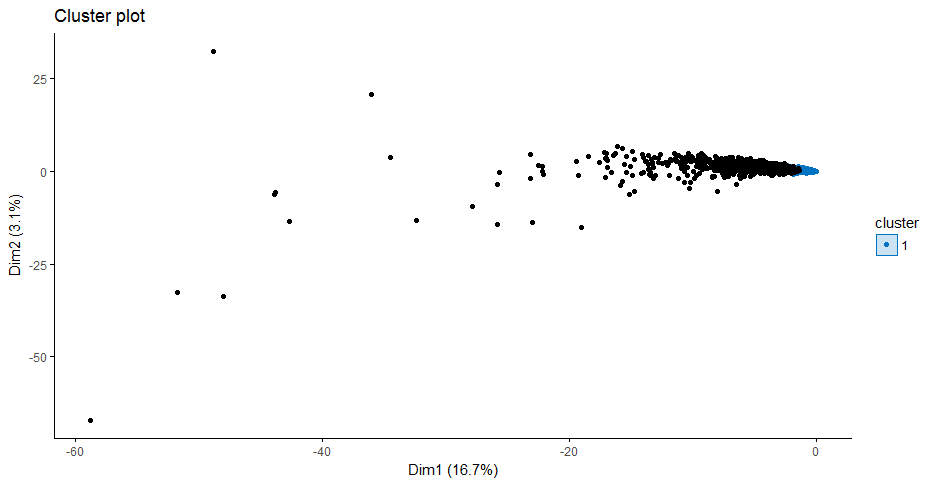 Cluster plot
25
0
-25
-50
Dim2 (3.1%)
-60
-40
-20
0
Dim1 (16.7%)
cluster
1